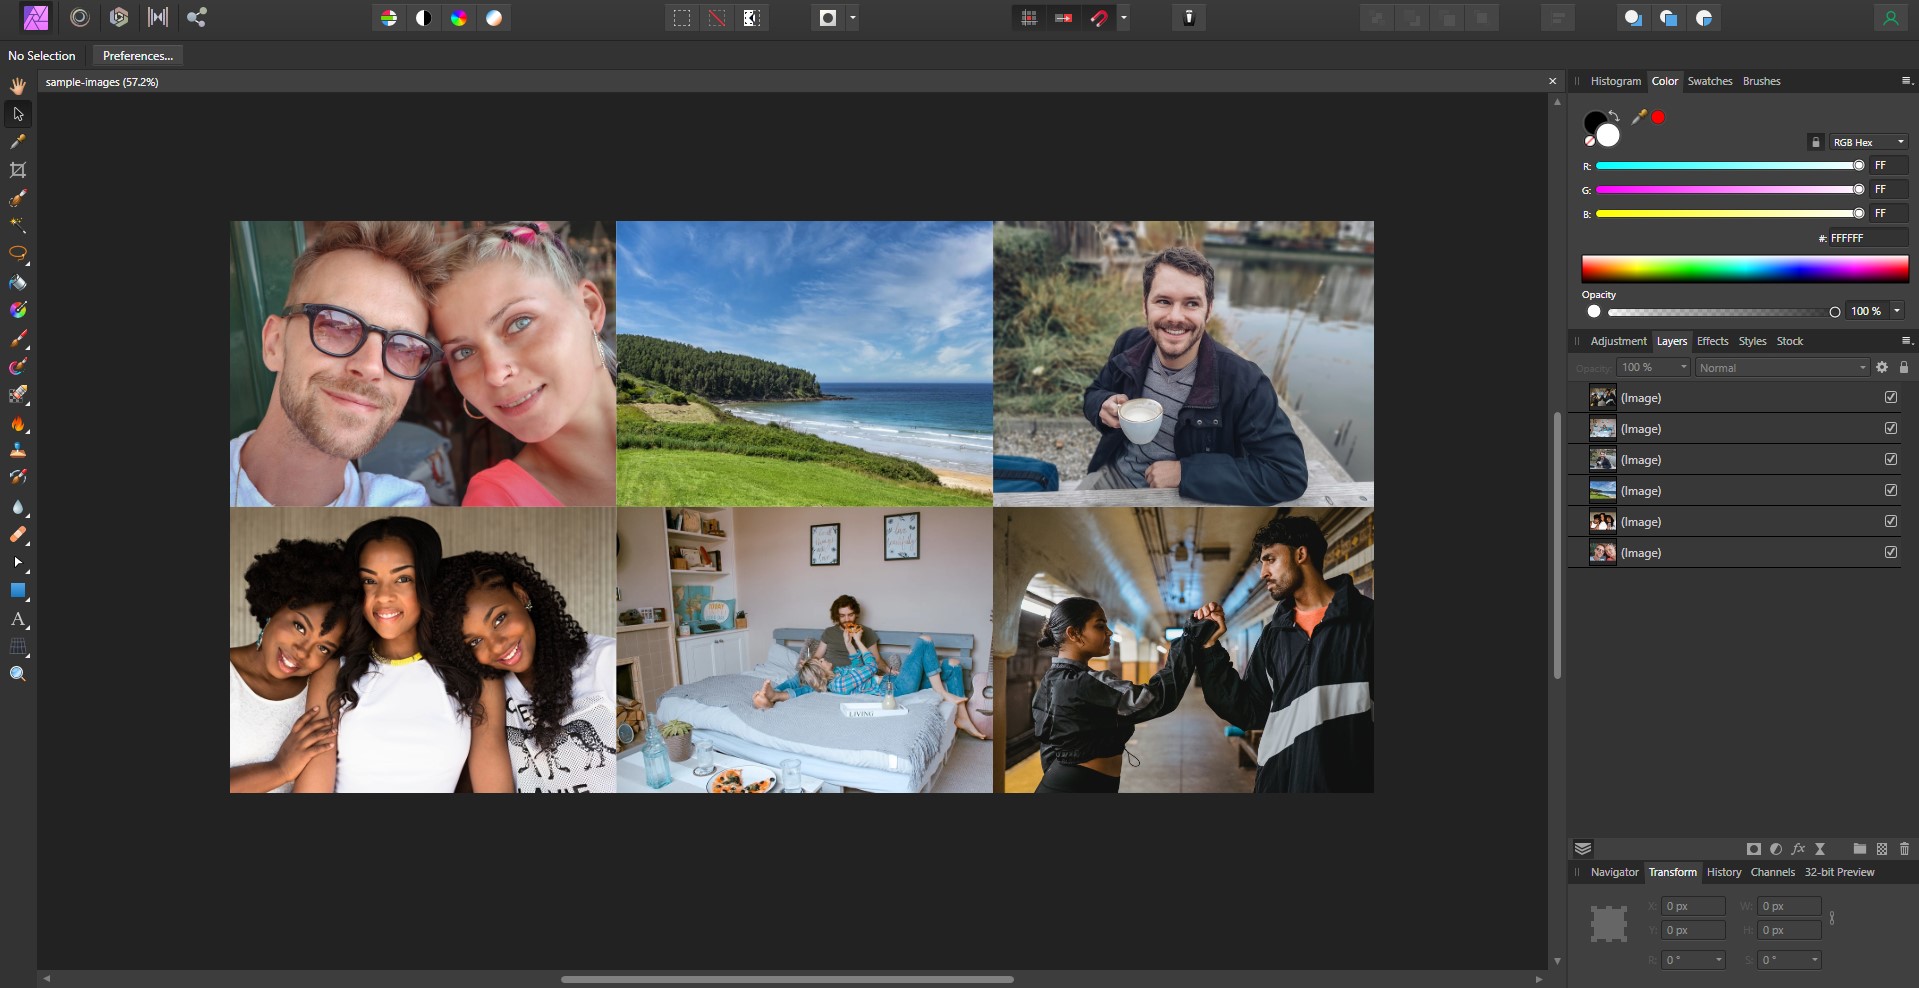 No Selection
Preferences...
sample-images (57.2%)
Histogram
Color
Swatches
Brushes
RGB Hex
R:
FF
G:
FF
B:
FF
#:
FFFFFF
Opacity
100 %
Adjustment
Layers
Effects
Styles
Stock
Opacity:
100 %
Normal
(Image)
(Image)
(Image)
(Image)
(Image)
(Image)
fx
Navigator
Transform
History
Channels
32-bit Preview
X:
0 px
W:
0 px
Y:
0 px
H:
0 px
R:
0 °
S:
0 °
A
LIVING